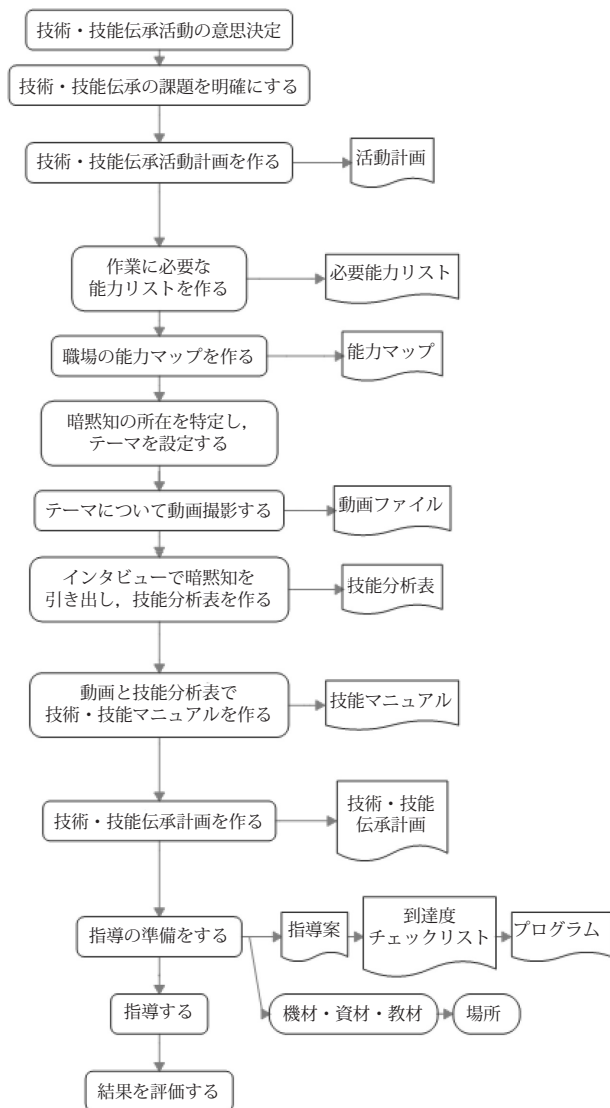 技術・技能伝承活動の意思決定
技術・技能伝承の課題を明確にする
技術・技能伝承活動計画を作る
活動計画
作業に必要な
能力リストを作る
必要能力リスト
職場の能力マップを作る
能力マップ
暗黙知の所在を特定し，
テーマを設定する
テーマについて動画撮影する
動画ファイル
インタビューで暗黙知を
引き出し，技能分析表を作る
技能分析表
動画と技能分析表で
技術・技能マニュアルを作る
技能マニュアル
技術・技能伝承計画を作る
技術・技能
伝承計画
指導の準備をする
指導案
到達度
チェックリスト
プログラム
機材・資材・教材
場所
指導する
結果を評価する